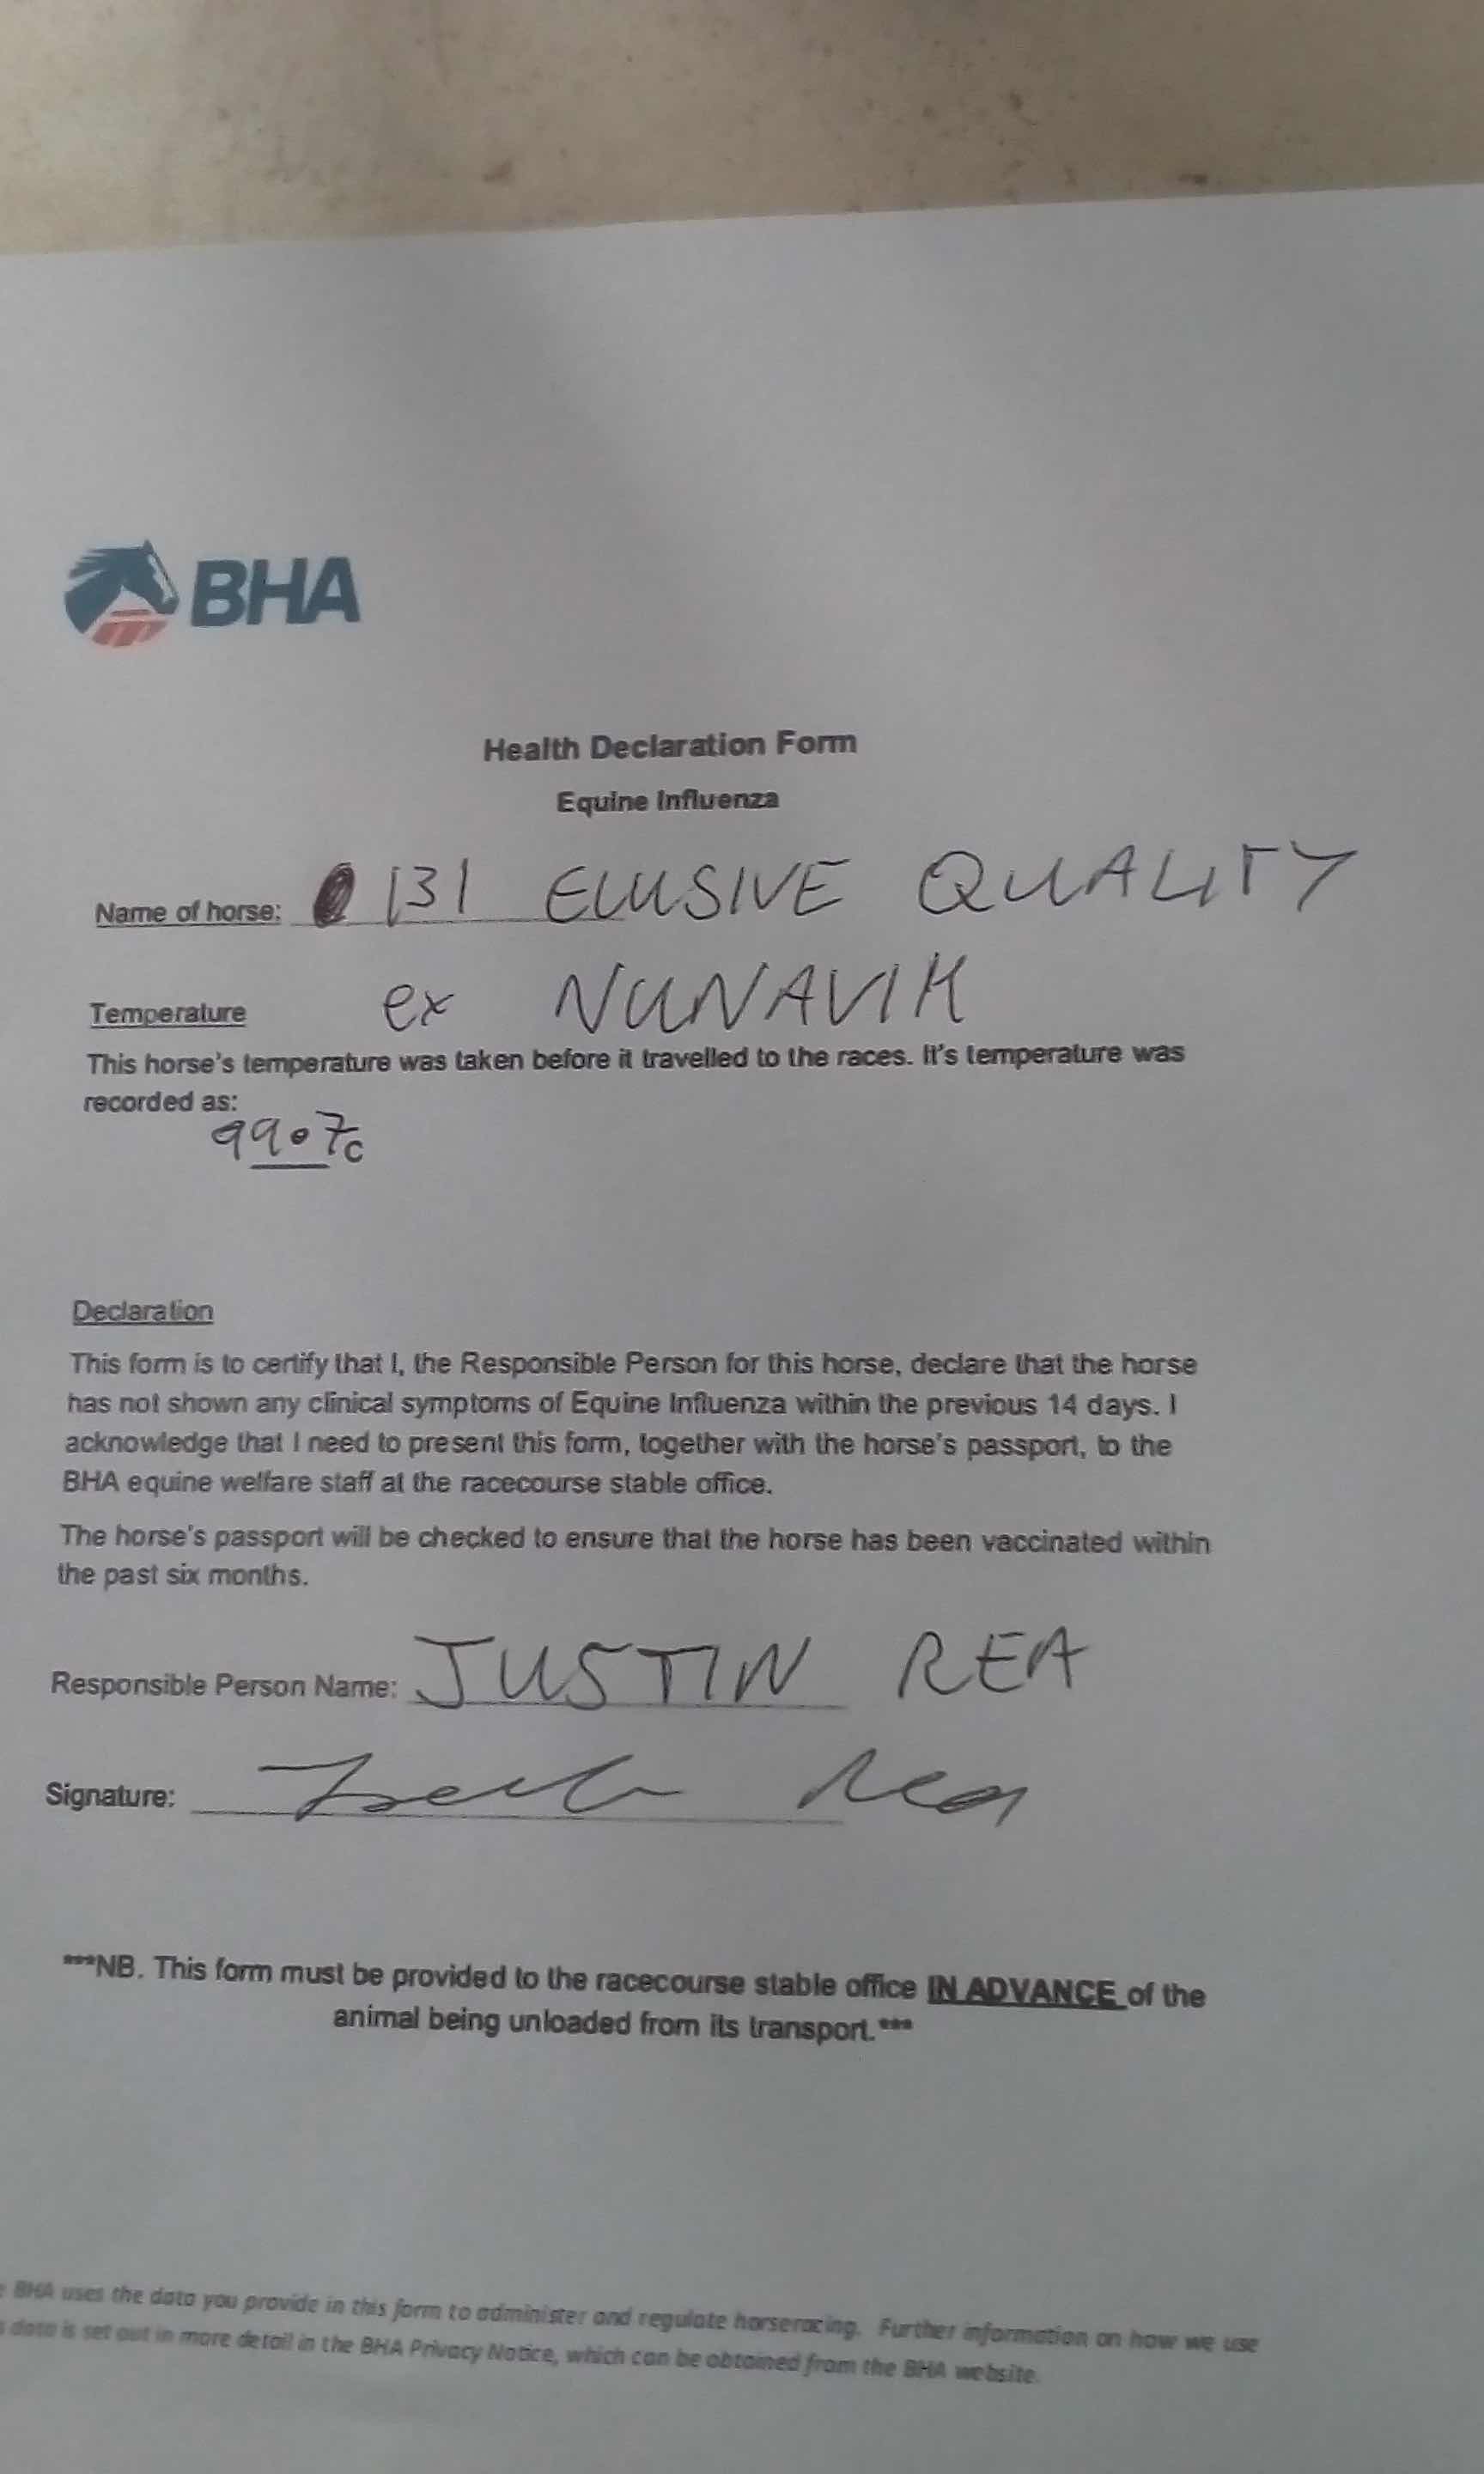 BHA
Health Declaration Form
Equine Influenza
Name of horse: 131 ELUSIVE QUALITY
Temperature ex NUNAVIK
This horse's temperature was taken before it travelled to the races. It's temperature was
recorded as:
99.7c
Declaration
This form is to certify that I, the Responsible Person for this horse, declare that the horse
has not shown any clinical symptoms of Equine Influenza within the previous 14 days. I
acknowledge that I need to present this form, together with the horse's passport, to the
BHA equine welfare staff at the racecourse stable office.
The horse's passport will be checked to ensure that the horse has been vaccinated within
the past six months.
Responsible Person Name: JUSTIN REA
Signature: Rea
***NB. This form must be provided to the racecourse stable office IN ADVANCE of the
animal being unloaded from its transport.***
BHA uses the data you provide in this form to administer and regulate horseracing. Further information on how we use
data is set out in more detail in the BHA Privacy Notice, which can be obtained from the BHA website.